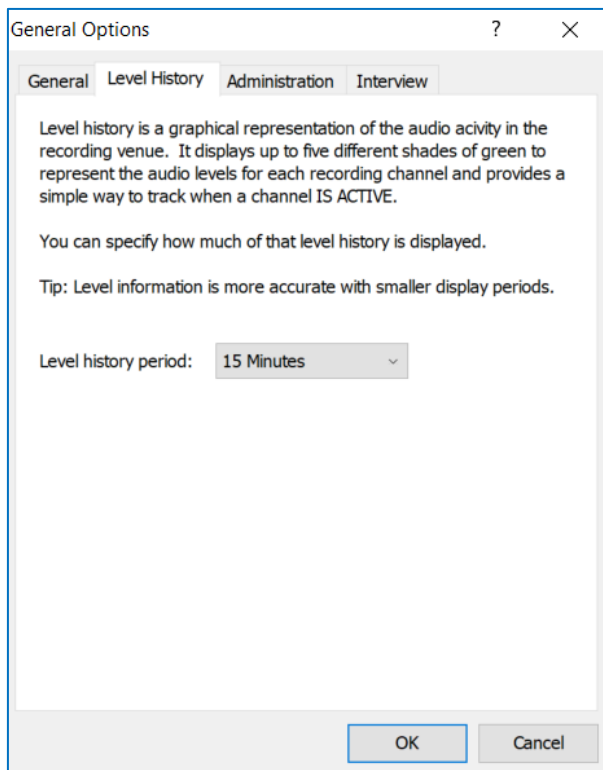 General Options ?
General Level History Administration Interview
Level history is a graphical representation of the audio acivity in the
recording venue.  It displays up to five different shades of green to
represent the audio levels for each recording channel and provides a
simple way to track when a channel IS ACTIVE.
You can specify how much of that level history is displayed.
Tip: Level information is more accurate with smaller display periods.
Level history period: 15 Minutes
OK Cancel